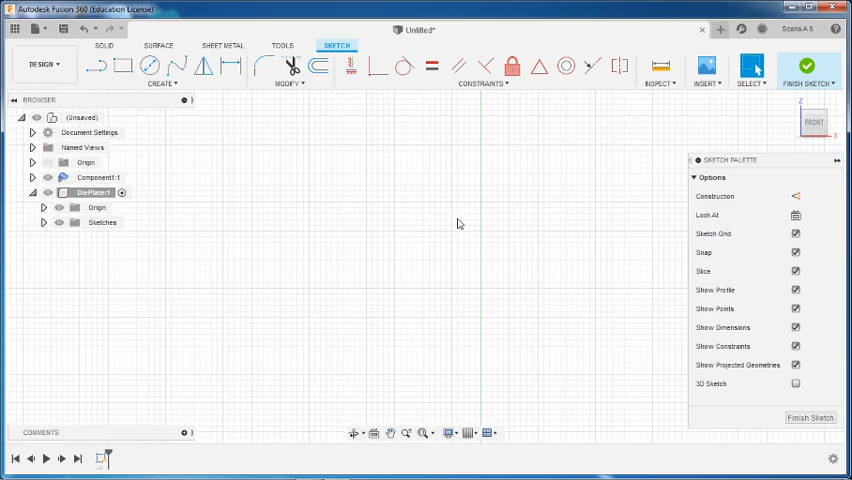 Autodesk Fusion 360 (Education License)
Untitled*
Scaria A S
DESIGN
SOLID
SURFACE
SHEET METAL
TOOLS
SKETCH
CREATE
MODIFY
CONSTRAINTS
INSPECT
INSERT
SELECT
FINISH SKETCH
BROWSER
(Unsaved)
Document Settings
Named Views
Origin
Component1:1
DiePlate:1
Origin
Sketches
Z
FRONT
X
SKETCH PALETTE
Options
Construction
Look At
Sketch Grid
Snap
Slice
Show Profile
Show Points
Show Dimensions
Show Constraints
Show Projected Geometries
3D Sketch
Finish Sketch
COMMENTS